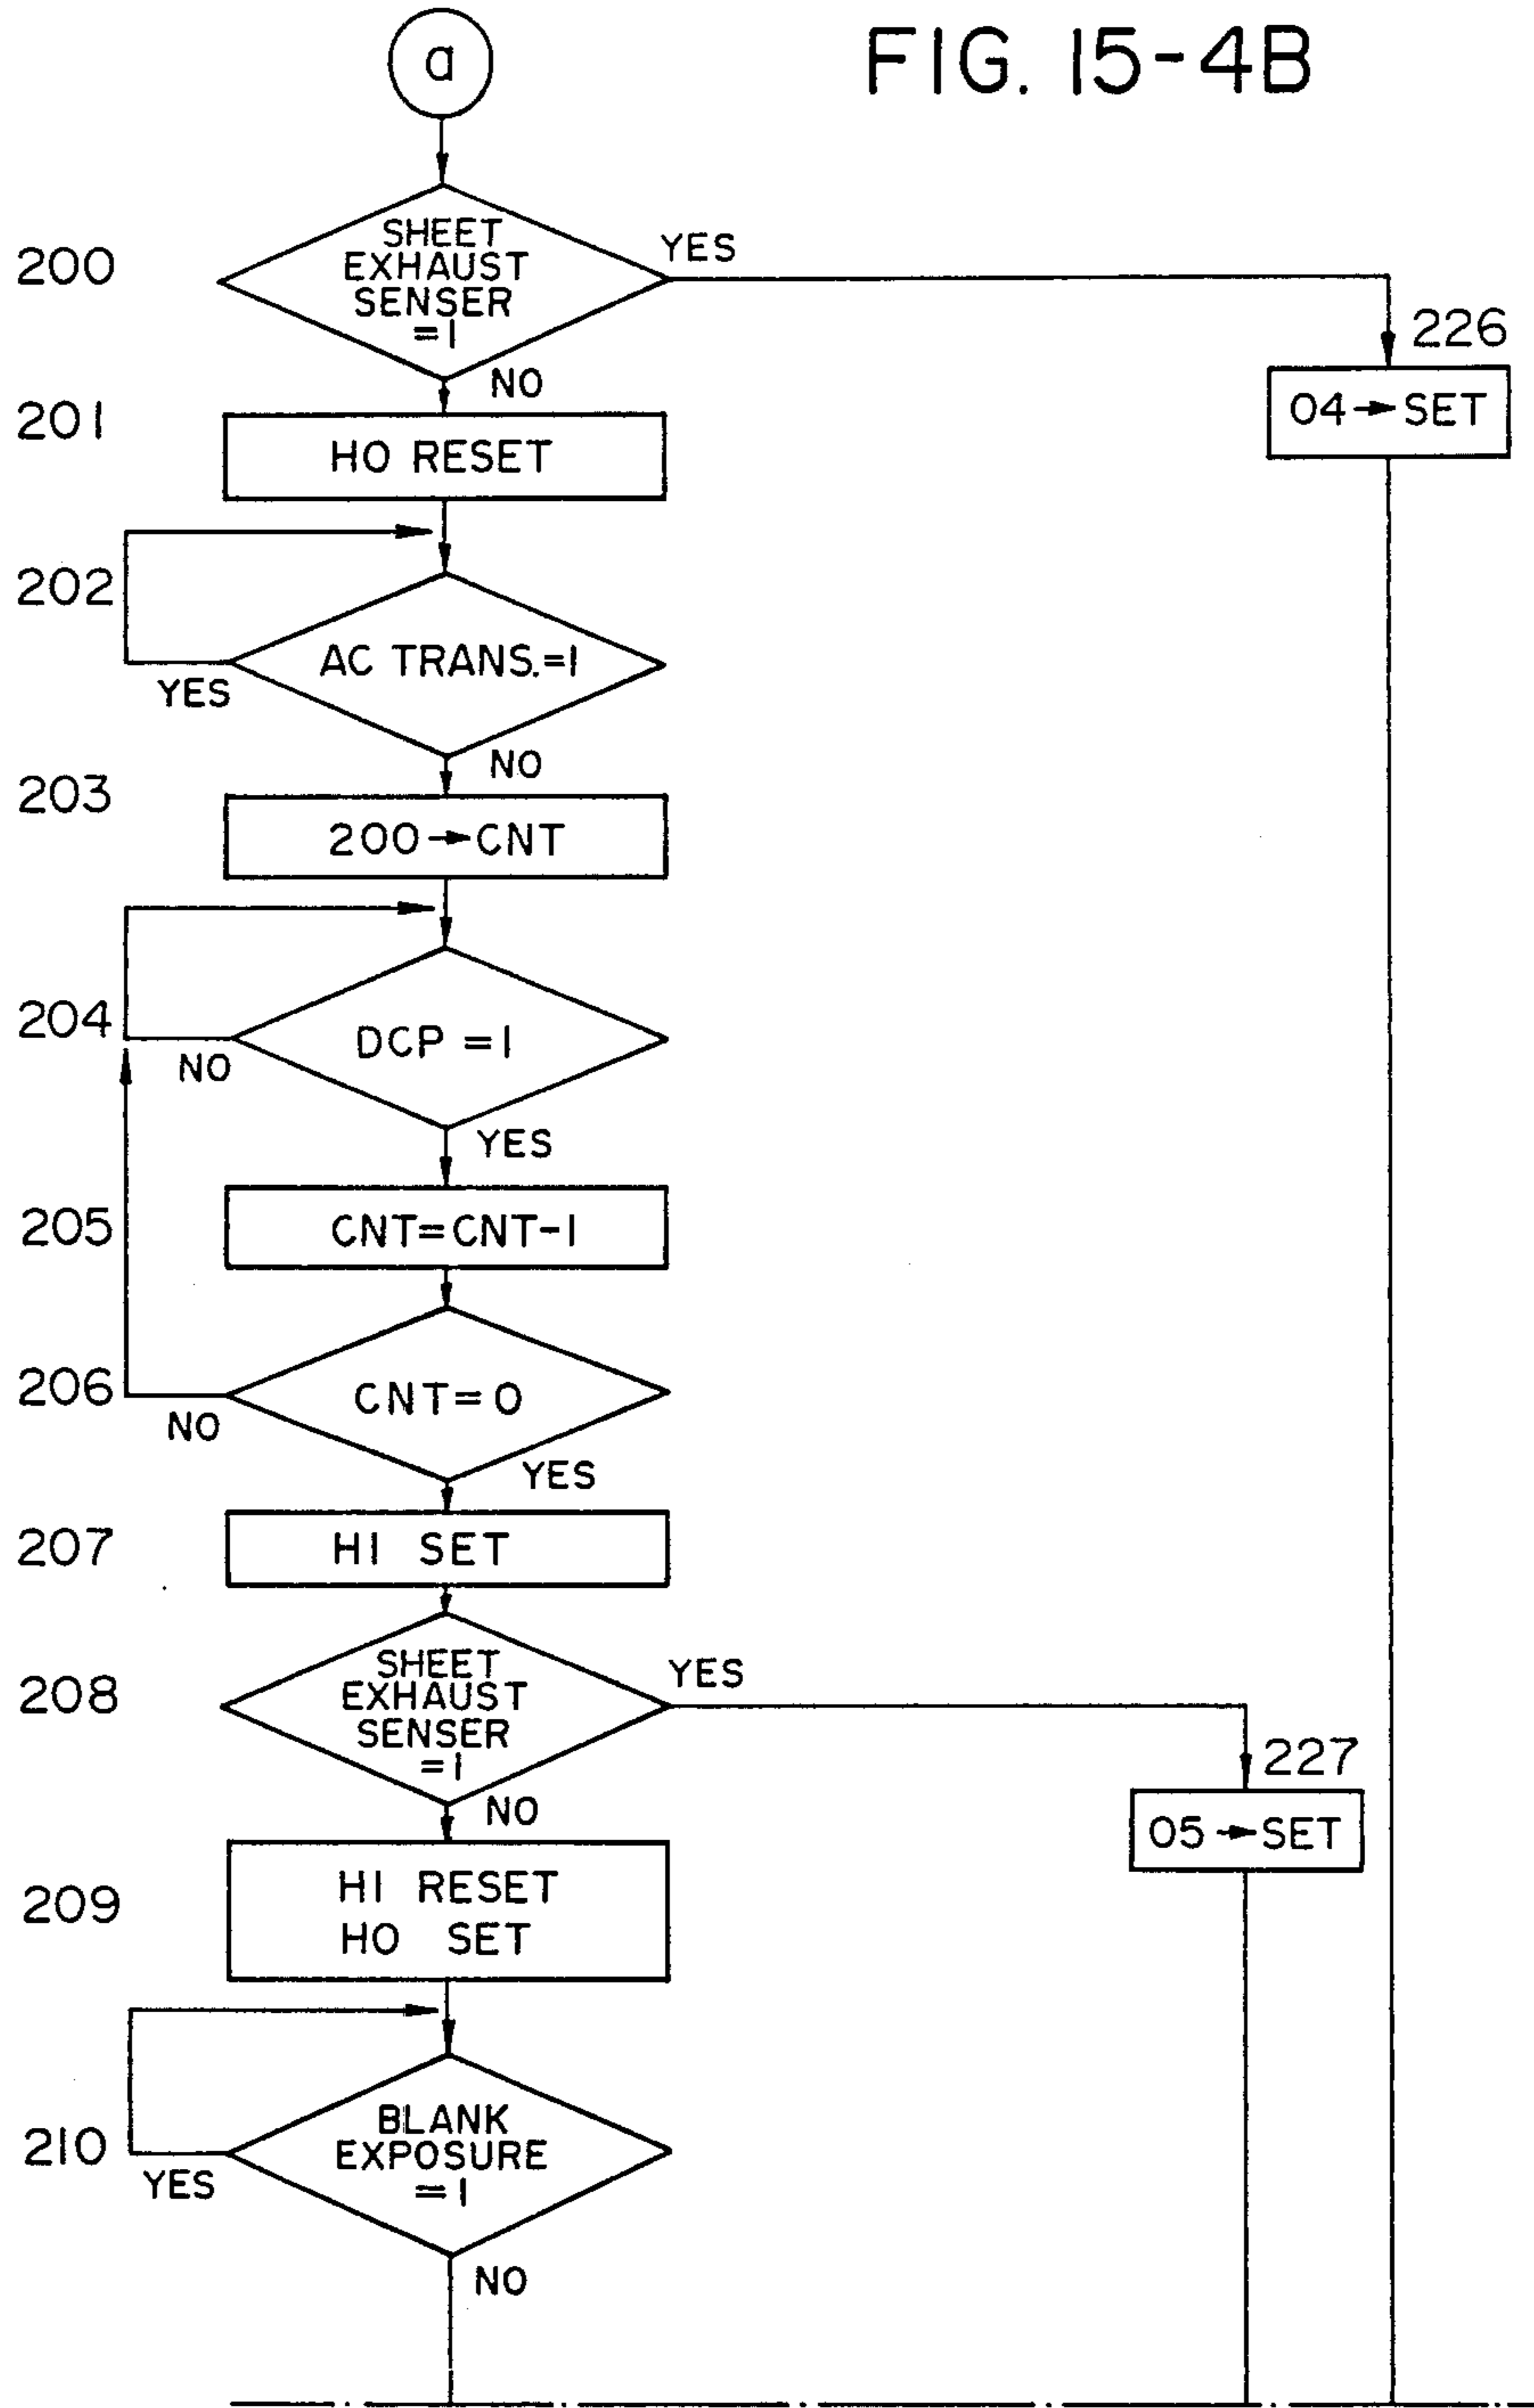 FIG. 15-4B
a
200
SHEET
EXHAUST
SENSER
=1
YES
NO
226
04→SET
201
HO RESET
202
AC TRANS.=1
YES
NO
203
200→CNT
204
DCP=1
NO
YES
205
CNT=CNT-1
206
CNT=0
NO
YES
207
HI SET
208
SHEET
EXHAUST
SENSER
=1
YES
NO
227
05→SET
209
HI RESET
HO SET
210
BLANK
EXPOSURE
=1
YES
NO